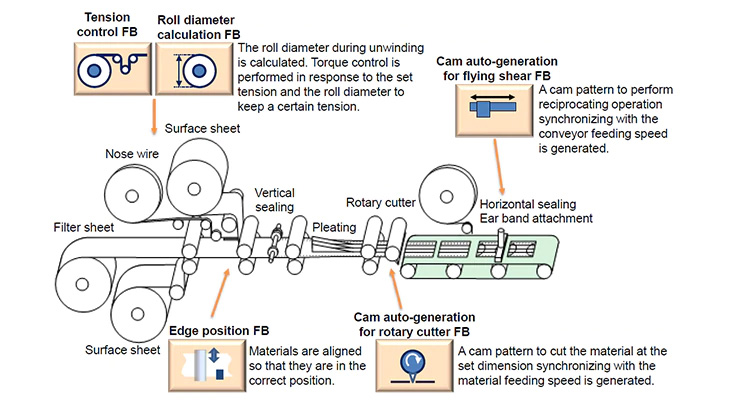 Tension
control FB
Roll diameter
calculation FB
The roll diameter during unwinding
is calculated. Torque control is
performed in response to the set
tension and the roll diameter to
keep a certain tension.
Cam auto-generation
for flying shear FB
A cam pattern to perform
reciprocating operation
synchronizing with the
conveyor feeding speed
is generated.
Surface sheet
Nose wire
Filter sheet
Vertical
sealing
Pleating
Rotary cutter
Horizontal sealing
Ear band attachment
Surface sheet
Edge position FB
Materials are aligned
so that they are in the
correct position.
Cam auto-generation
for rotary cutter FB
A cam pattern to cut the material at the
set dimension synchronizing with the
material feeding speed is generated.